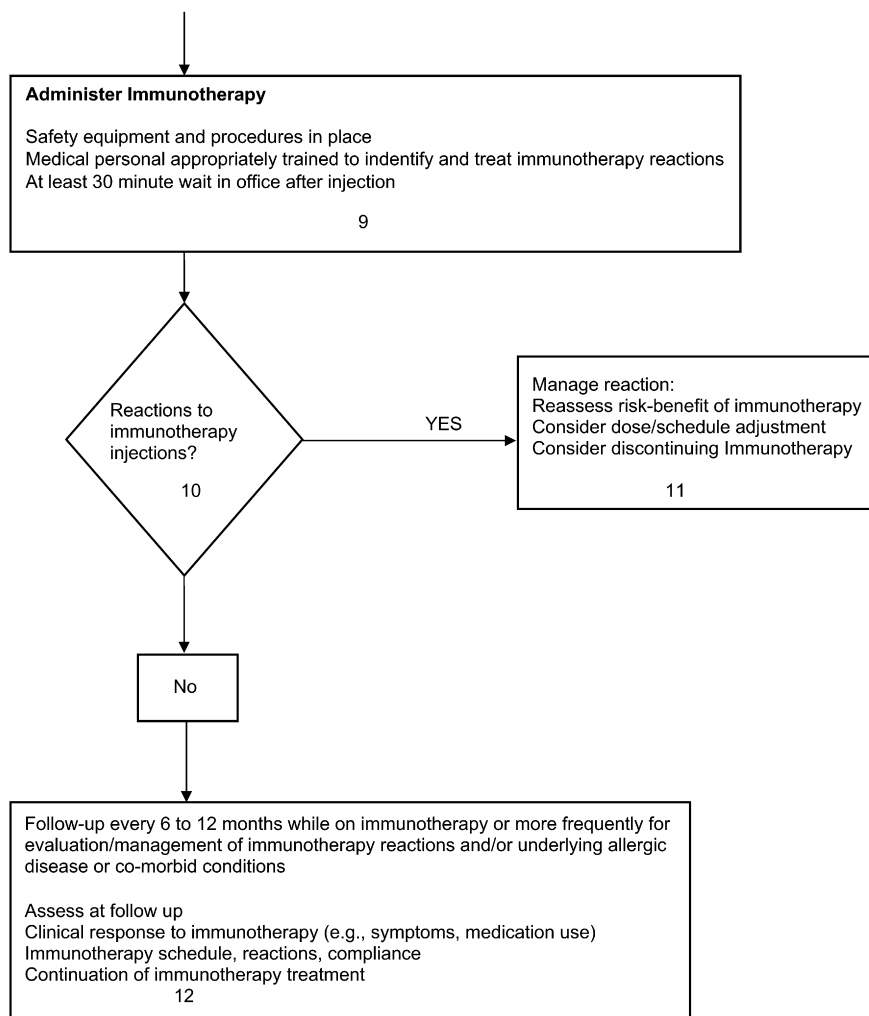 Administer Immunotherapy
Safety equipment and procedures in place
Medical personal appropriately trained to indentify and treat immunotherapy reactions
At least 30 minute wait in office after injection
9
Reactions to
immunotherapy
injections?
10
YES
Manage reaction:
Reassess risk-benefit of immunotherapy
Consider dose/schedule adjustment
Consider discontinuing Immunotherapy
11
No
Follow-up every 6 to 12 months while on immunotherapy or more frequently for
evaluation/management of immunotherapy reactions and/or underlying allergic
disease or co-morbid conditions
Assess at follow up
Clinical response to immunotherapy (e.g., symptoms, medication use)
Immunotherapy schedule, reactions, compliance
Continuation of immunotherapy treatment
12